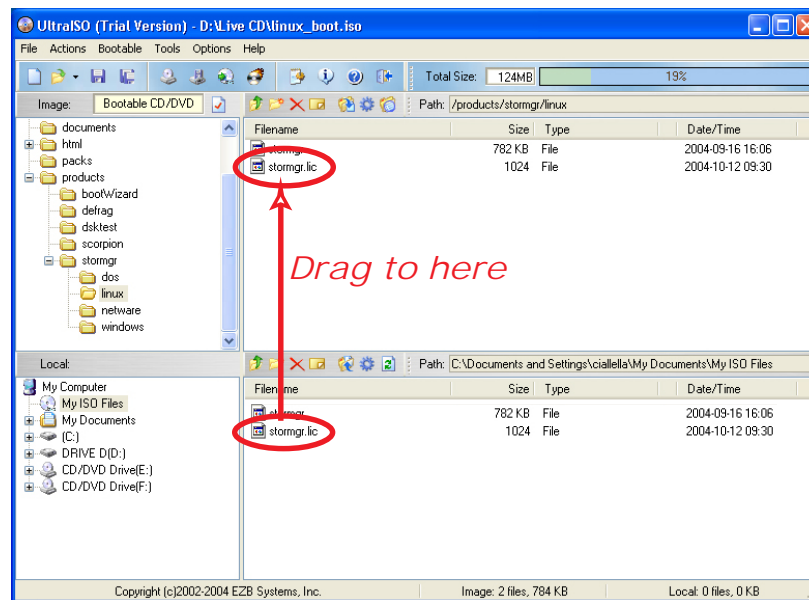 UltraISO (Trial Version) - D:\Live CD\linux_boot.iso
File Actions Bootable Tools Options Help
Total Size: 124MB 19%
Image: Bootable CD/DVD Path: /products/stormgr/linux
documents
html
packs
products
bootWizard
defrag
dsktest
scorpion
stormgr
dos
linux
netware
windows
Filename Size Type Date/Time
stormgr 782 KB File 2004-09-16 16:06
stormgr.lic 1024 File 2004-10-12 09:30
Drag to here
Local: Path: C:\Documents and Settings\ciallella\My Documents\My ISO Files
My Computer
My ISO Files
My Documents
(C:)
DRIVE D(D:)
CD/DVD Drive(E:)
CD/DVD Drive(F:)
Filename Size Type Date/Time
stormgr 782 KB File 2004-09-16 16:06
stormgr.lic 1024 File 2004-10-12 09:30
Copyright (c)2002-2004 EZB Systems, Inc. Image: 2 files, 784 KB Local: 0 files, 0 KB